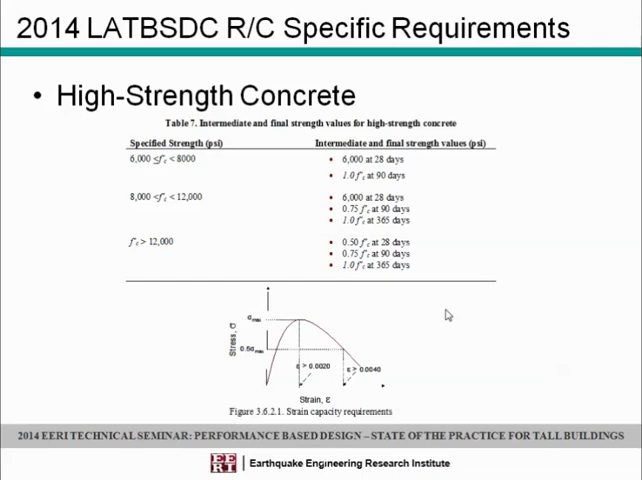 2014 LATBSDC R/C Specific Requirements
• High-Strength Concrete
Table 7. Intermediate and final strength values for high-strength concrete
Specified Strength (psi) Intermediate and final strength values (psi)
6,000 ≤ f'c < 8000 • 6,000 at 28 days
• 1.0 f'c at 90 days
8,000 < f'c < 12,000 • 6,000 at 28 days
• 0.75 f'c at 90 days
• 1.0 f'c at 365 days
f'c > 12,000 • 0.50 f'c at 28 days
• 0.75 f'c at 90 days
• 1.0 f'c at 365 days
Stress, σ
σmax
0.5σmax
ε > 0.0020
ε > 0.0040
Strain, ε
Figure 3.6.2.1. Strain capacity requirements
2014 EERI TECHNICAL SEMINAR: PERFORMANCE BASED DESIGN – STATE OF THE PRACTICE FOR TALL BUILDINGS
EERI Earthquake Engineering Research Institute